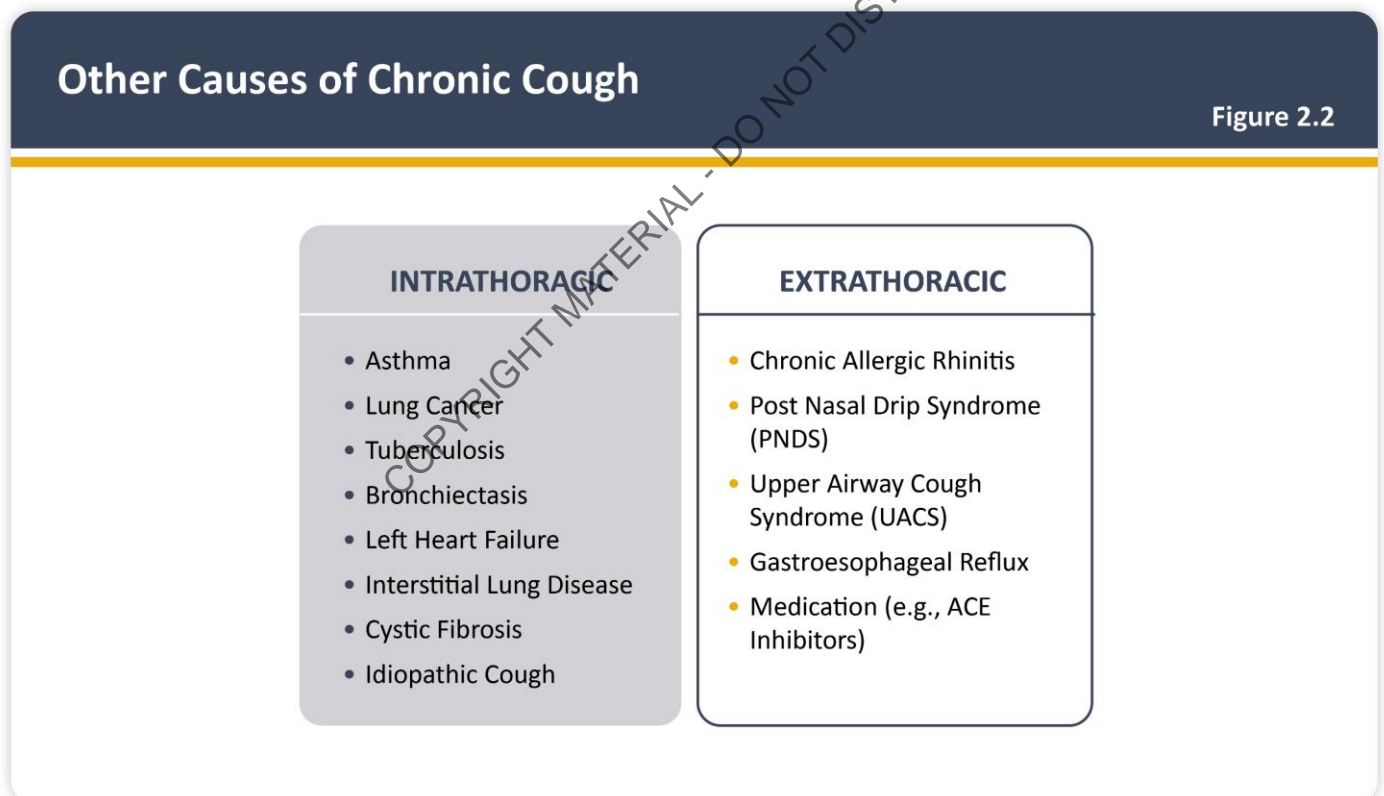 Other Causes of Chronic Cough
Figure 2.2
COPYRIGHT MATERIAL - DO NOT
INTRATHORACIC
• Asthma
• Lung Cancer
• Tuberculosis
• Bronchiectasis
• Left Heart Failure
• Interstitial Lung Disease
• Cystic Fibrosis
• Idiopathic Cough
EXTRATHORACIC
• Chronic Allergic Rhinitis
• Post Nasal Drip Syndrome
(PNDS)
• Upper Airway Cough
Syndrome (UACS)
• Gastroesophageal Reflux
• Medication (e.g., ACE
Inhibitors)